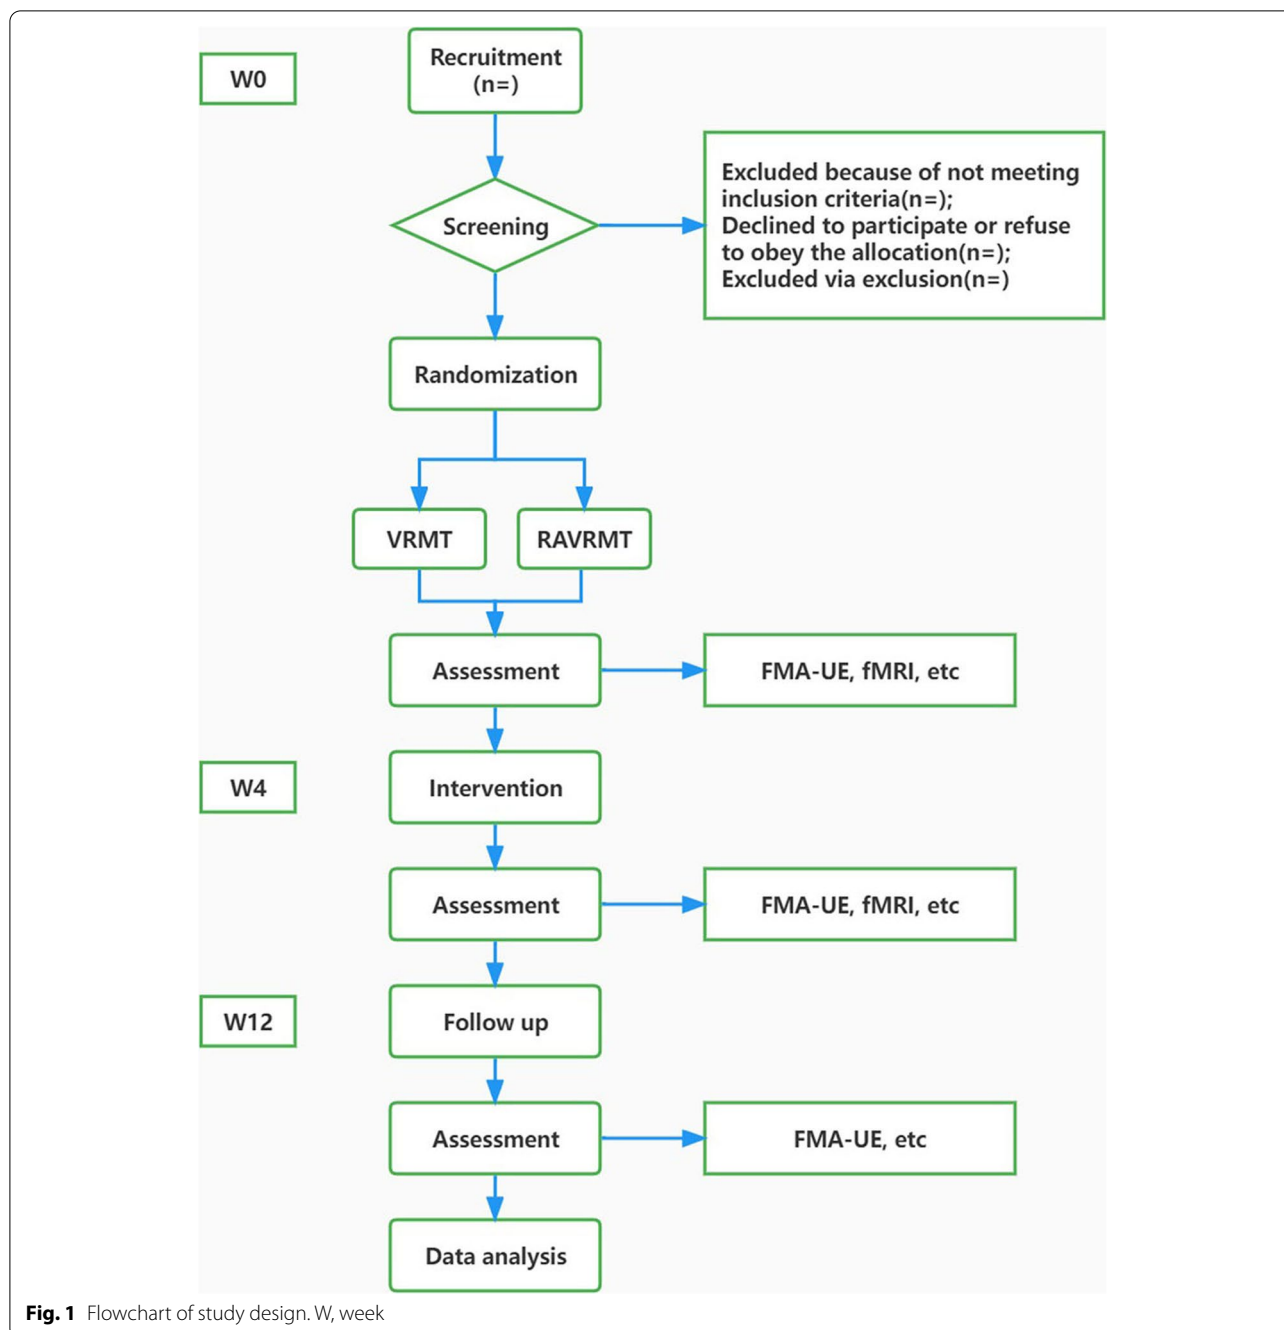 W0
Recruitment
(n=)
Screening
Excluded because of not meeting
inclusion criteria(n=);
Declined to participate or refuse
to obey the allocation(n=);
Excluded via exclusion(n=)
Randomization
VRMT
RAVRMT
Assessment
FMA-UE, fMRI, etc
W4
Intervention
Assessment
FMA-UE, fMRI, etc
W12
Follow up
Assessment
FMA-UE, etc
Data analysis
Fig. 1 Flowchart of study design. W, week